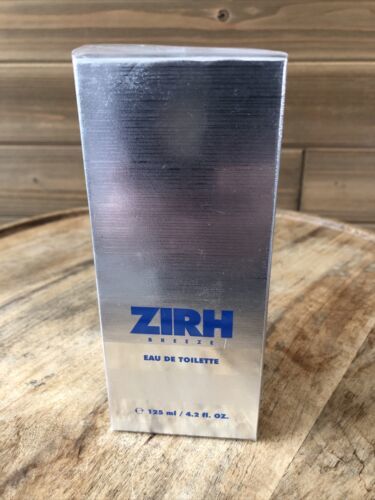 ZIRH
BREEZE
EAU DE TOILETTE
℮ 125 ml / 4.2 fl. oz.